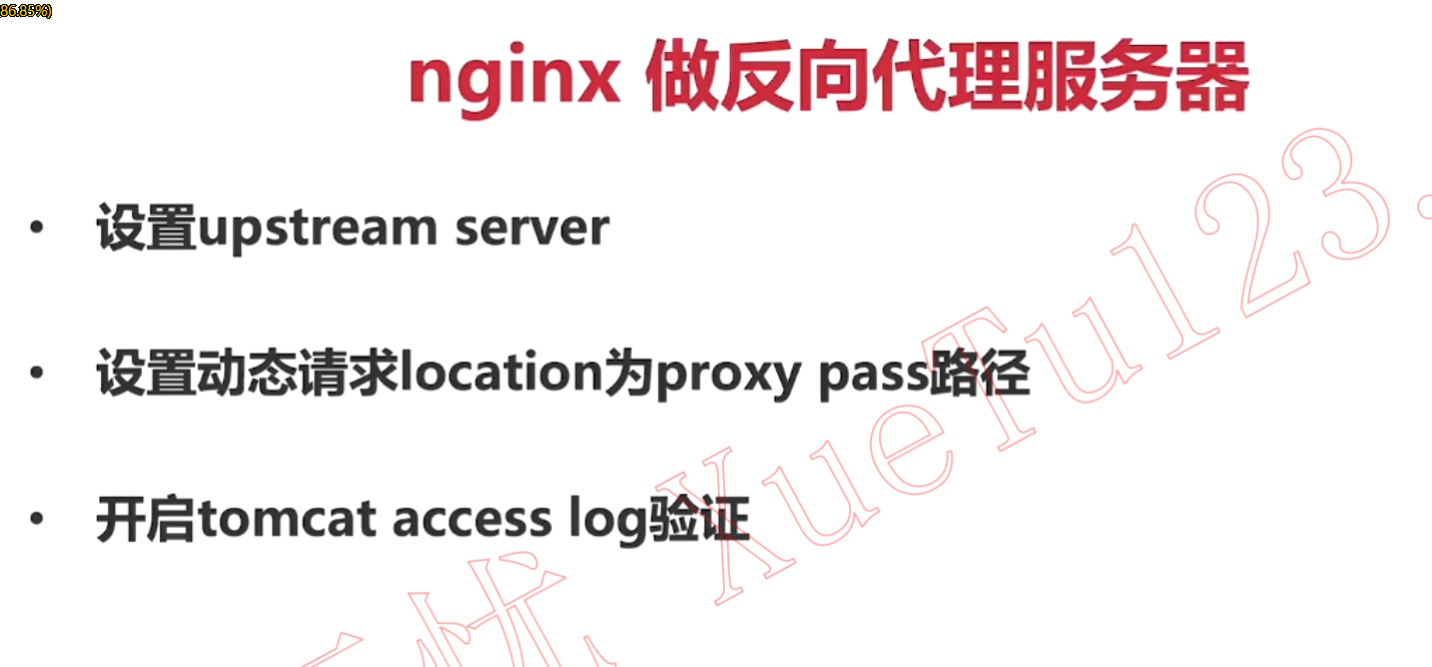 86.85%)
nginx 做反向代理服务器
• 设置upstream server
• 设置动态请求location为proxy pass路径
• 开启tomcat access log验证
忧 XueTu123.